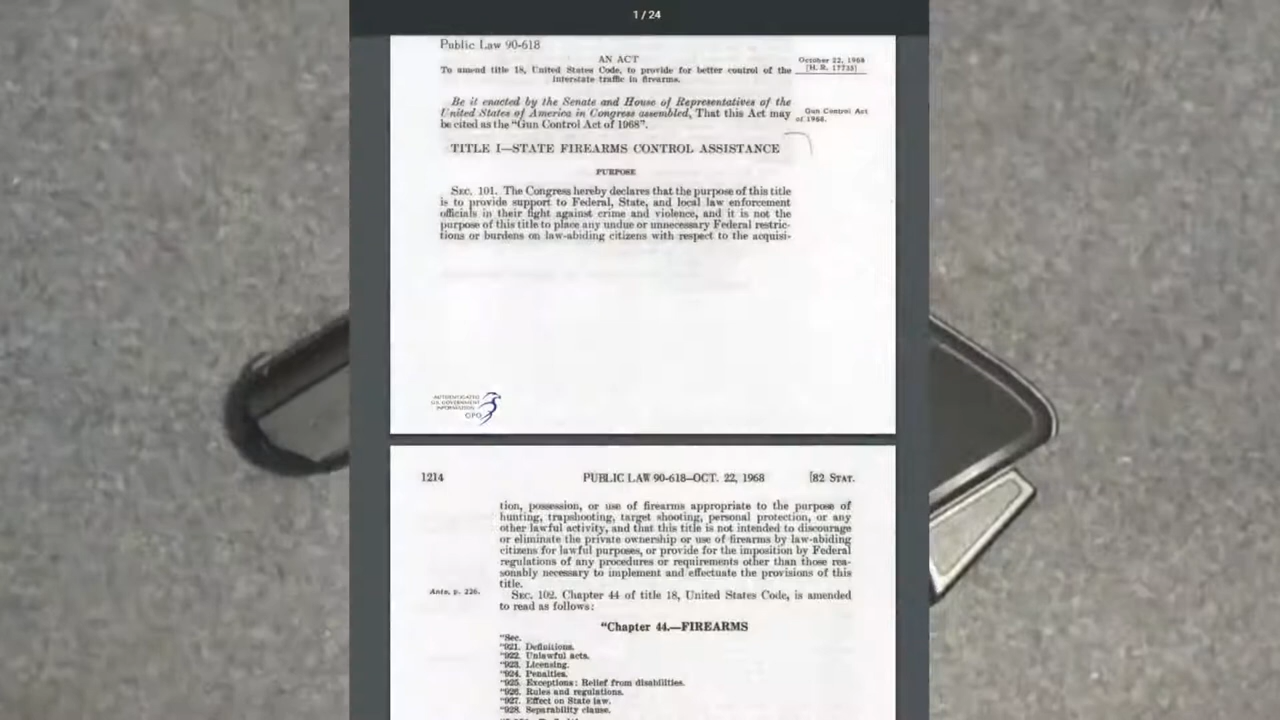 1 / 24
Public Law 90-618
AN ACT
October 22, 1968
[H. R. 17735]
To amend title 18, United States Code, to provide for better control of the
interstate traffic in firearms.
Be it enacted by the Senate and House of Representatives of the
United States of America in Congress assembled, That this Act may
be cited as the “Gun Control Act of 1968”.
Gun Control Act
of 1968.
TITLE I—STATE FIREARMS CONTROL ASSISTANCE
PURPOSE
SEC. 101. The Congress hereby declares that the purpose of this title
is to provide support to Federal, State, and local law enforcement
officials in their fight against crime and violence, and it is not the
purpose of this title to place any undue or unnecessary Federal restric-
tions or burdens on law-abiding citizens with respect to the acquisi-
AUTHENTICATED
U.S. GOVERNMENT
INFORMATION
GPO
1214
PUBLIC LAW 90-618-OCT. 22, 1968
[82 STAT.
tion, possession, or use of firearms appropriate to the purpose of
hunting, trapshooting, target shooting, personal protection, or any
other lawful activity, and that this title is not intended to discourage
or eliminate the private ownership or use of firearms by law-abiding
citizens for lawful purposes, or provide for the imposition by Federal
regulations of any procedures or requirements other than those rea-
sonably necessary to implement and effectuate the provisions of this
title.
Ante, p. 226.
SEC. 102. Chapter 44 of title 18, United States Code, is amended
to read as follows:
"Chapter 44.—FIREARMS
"Sec.
"921. Definitions.
"922. Unlawful acts.
"923. Licensing.
"924. Penalties.
"925. Exceptions: Relief from disabilities.
"926. Rules and regulations.
"927. Effect on State law.
"928. Separability clause.